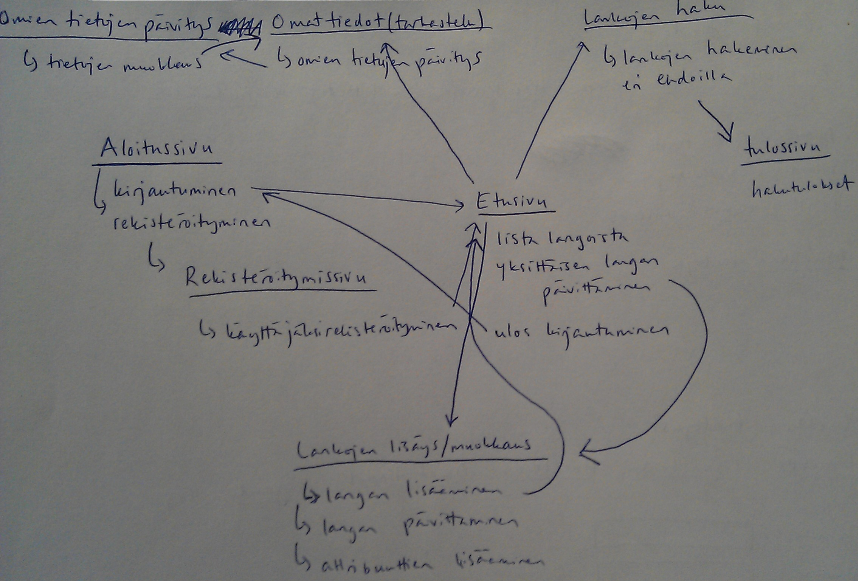 Omien tietojen päivitys
↳ tietojen muokkaus
Omat tiedot (tarkastelu)
↳ omien tietojen päivitys
Lankojen haku
↳ lankojen hakeminen
eri ehdoilla
tulossivu
hakutulokset
Aloitussivu
kirjautuminen
rekisteröityminen
Etusivu
lista langoista
yksittäisen langan
päivittäminen
ulos kirjautuminen
Rekisteröitymissivu
↳ käyttäjäksi rekisteröityminen
Lankojen lisäys/muokkaus
↳ langan lisääminen
↳ langan päivittäminen
↳ attribuuttien lisääminen